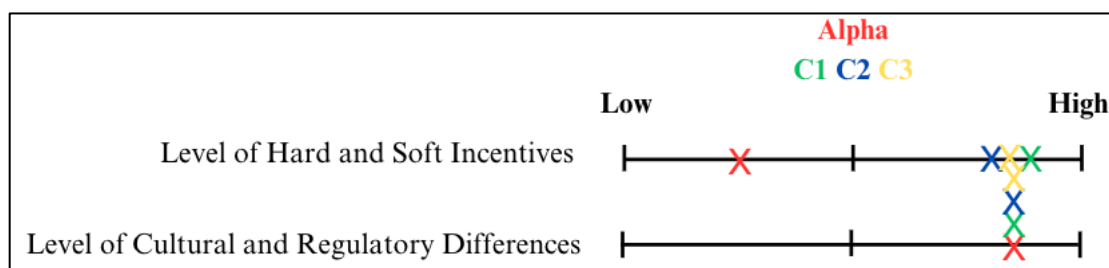 Alpha
C1 C2 C3
Low High
Level of Hard and Soft Incentives
Level of Cultural and Regulatory Differences